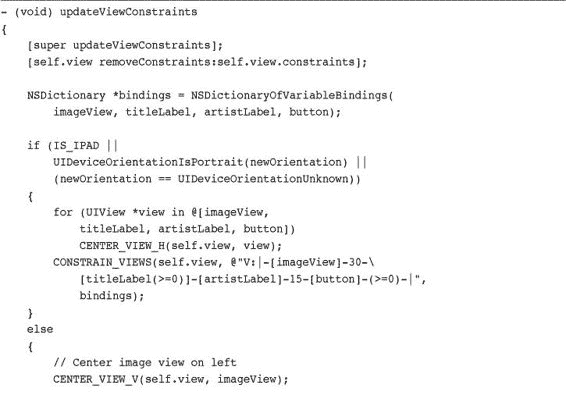 - (void) updateViewConstraints
{
    [super updateViewConstraints];
    [self.view removeConstraints:self.view.constraints];

    NSDictionary *bindings = NSDictionaryOfVariableBindings(
        imageView, titleLabel, artistLabel, button);

    if (IS_IPAD ||
        UIDeviceOrientationIsPortrait(newOrientation) ||
        (newOrientation == UIDeviceOrientationUnknown))
    {
        for (UIView *view in @[imageView,
            titleLabel, artistLabel, button])
            CENTER_VIEW_H(self.view, view);
        CONSTRAIN_VIEWS(self.view, @"V:|-[imageView]-30-\
            [titleLabel(>=0)]-[artistLabel]-15-[button]-(>=0)-|",
            bindings);
    }
    else
    {
        // Center image view on left
        CENTER_VIEW_V(self.view, imageView);